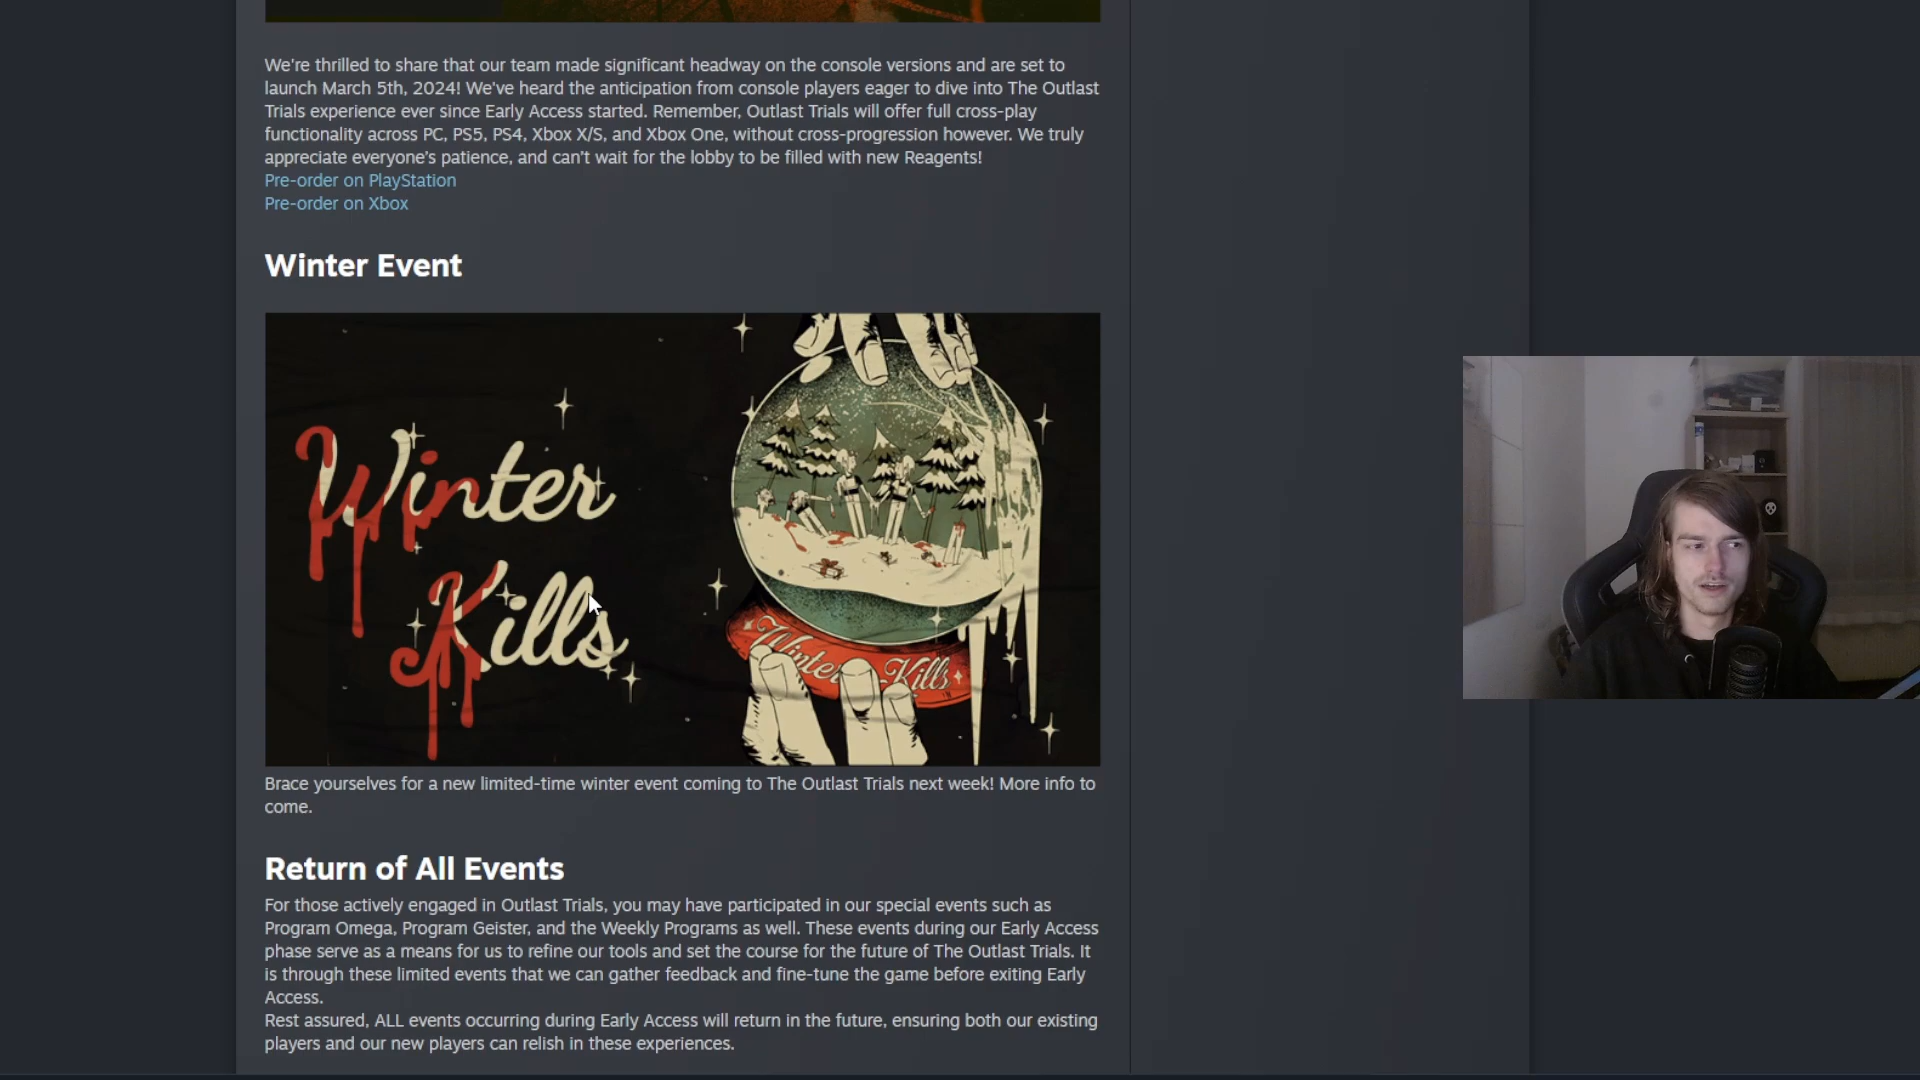 We're thrilled to share that our team made significant headway on the console versions and are set to
launch March 5th, 2024! We've heard the anticipation from console players eager to dive into The Outlast
Trials experience ever since Early Access started. Remember, Outlast Trials will offer full cross-play
functionality across PC, PS5, PS4, Xbox X/S, and Xbox One, without cross-progression however. We truly
appreciate everyone's patience, and can't wait for the lobby to be filled with new Reagents!
Pre-order on PlayStation
Pre-order on Xbox
Winter Event
Winter
Kills
Winter Kills
Brace yourselves for a new limited-time winter event coming to The Outlast Trials next week! More info to
come.
Return of All Events
For those actively engaged in Outlast Trials, you may have participated in our special events such as
Program Omega, Program Geister, and the Weekly Programs as well. These events during our Early Access
phase serve as a means for us to refine our tools and set the course for the future of The Outlast Trials. It
is through these limited events that we can gather feedback and fine-tune the game before exiting Early
Access.
Rest assured, ALL events occurring during Early Access will return in the future, ensuring both our existing
players and our new players can relish in these experiences.